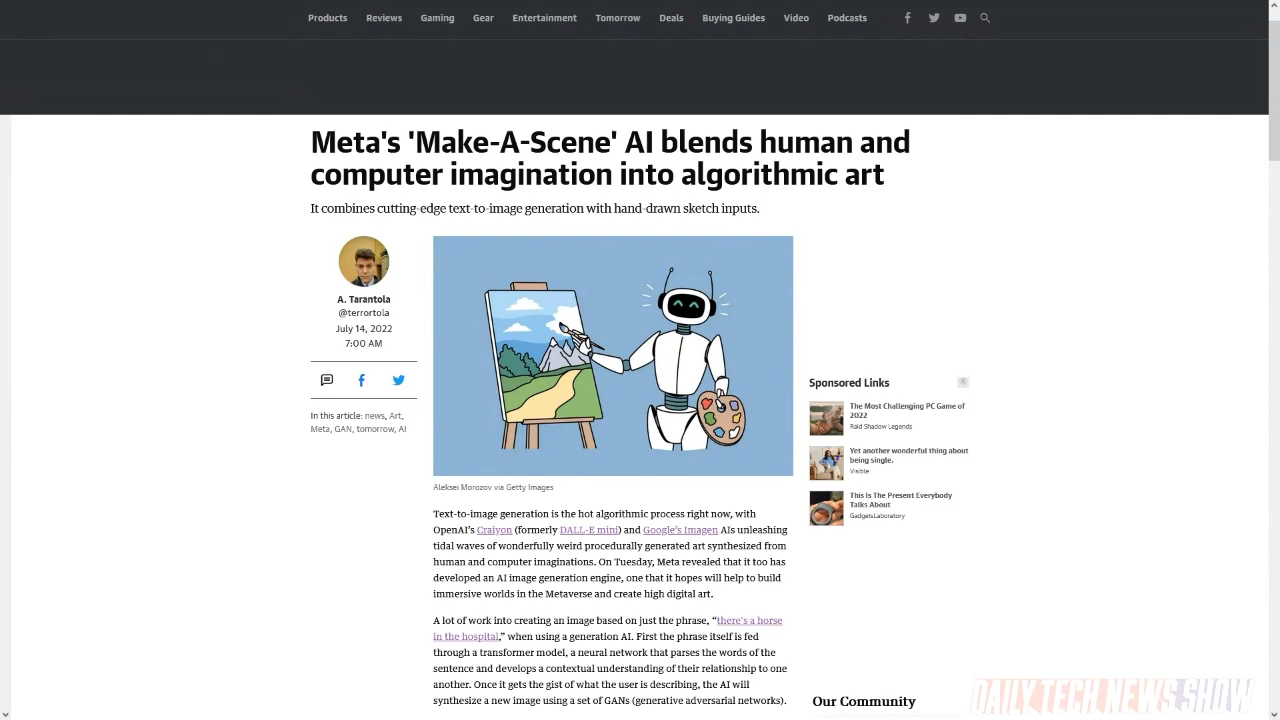 Products Reviews Gaming Gear Entertainment Tomorrow Deals Buying Guides Video Podcasts
Meta's 'Make-A-Scene' AI blends human and
computer imagination into algorithmic art
It combines cutting-edge text-to-image generation with hand-drawn sketch inputs.
A. Tarantola
@terrortola
July 14, 2022
7:00 AM
In this article: news, Art,
Meta, GAN, tomorrow, AI
Aleksei Morozov via Getty Images
Text-to-image generation is the hot algorithmic process right now, with
OpenAI's Craiyon (formerly DALL-E mini) and Google's Imagen AIs unleashing
tidal waves of wonderfully weird procedurally generated art synthesized from
human and computer imaginations. On Tuesday, Meta revealed that it too has
developed an AI image generation engine, one that it hopes will help to build
immersive worlds in the Metaverse and create high digital art.
A lot of work into creating an image based on just the phrase, “there's a horse
in the hospital,” when using a generation AI. First the phrase itself is fed
through a transformer model, a neural network that parses the words of the
sentence and develops a contextual understanding of their relationship to one
another. Once it gets the gist of what the user is describing, the AI will
synthesize a new image using a set of GANs (generative adversarial networks).
Sponsored Links
The Most Challenging PC Game of
2022
Raid Shadow Legends
Yet another wonderful thing about
being single.
Visible
This Is The Present Everybody
Talks About
GadgetsLaboratory
Our Community
DAILY TECH NEWS SHOW